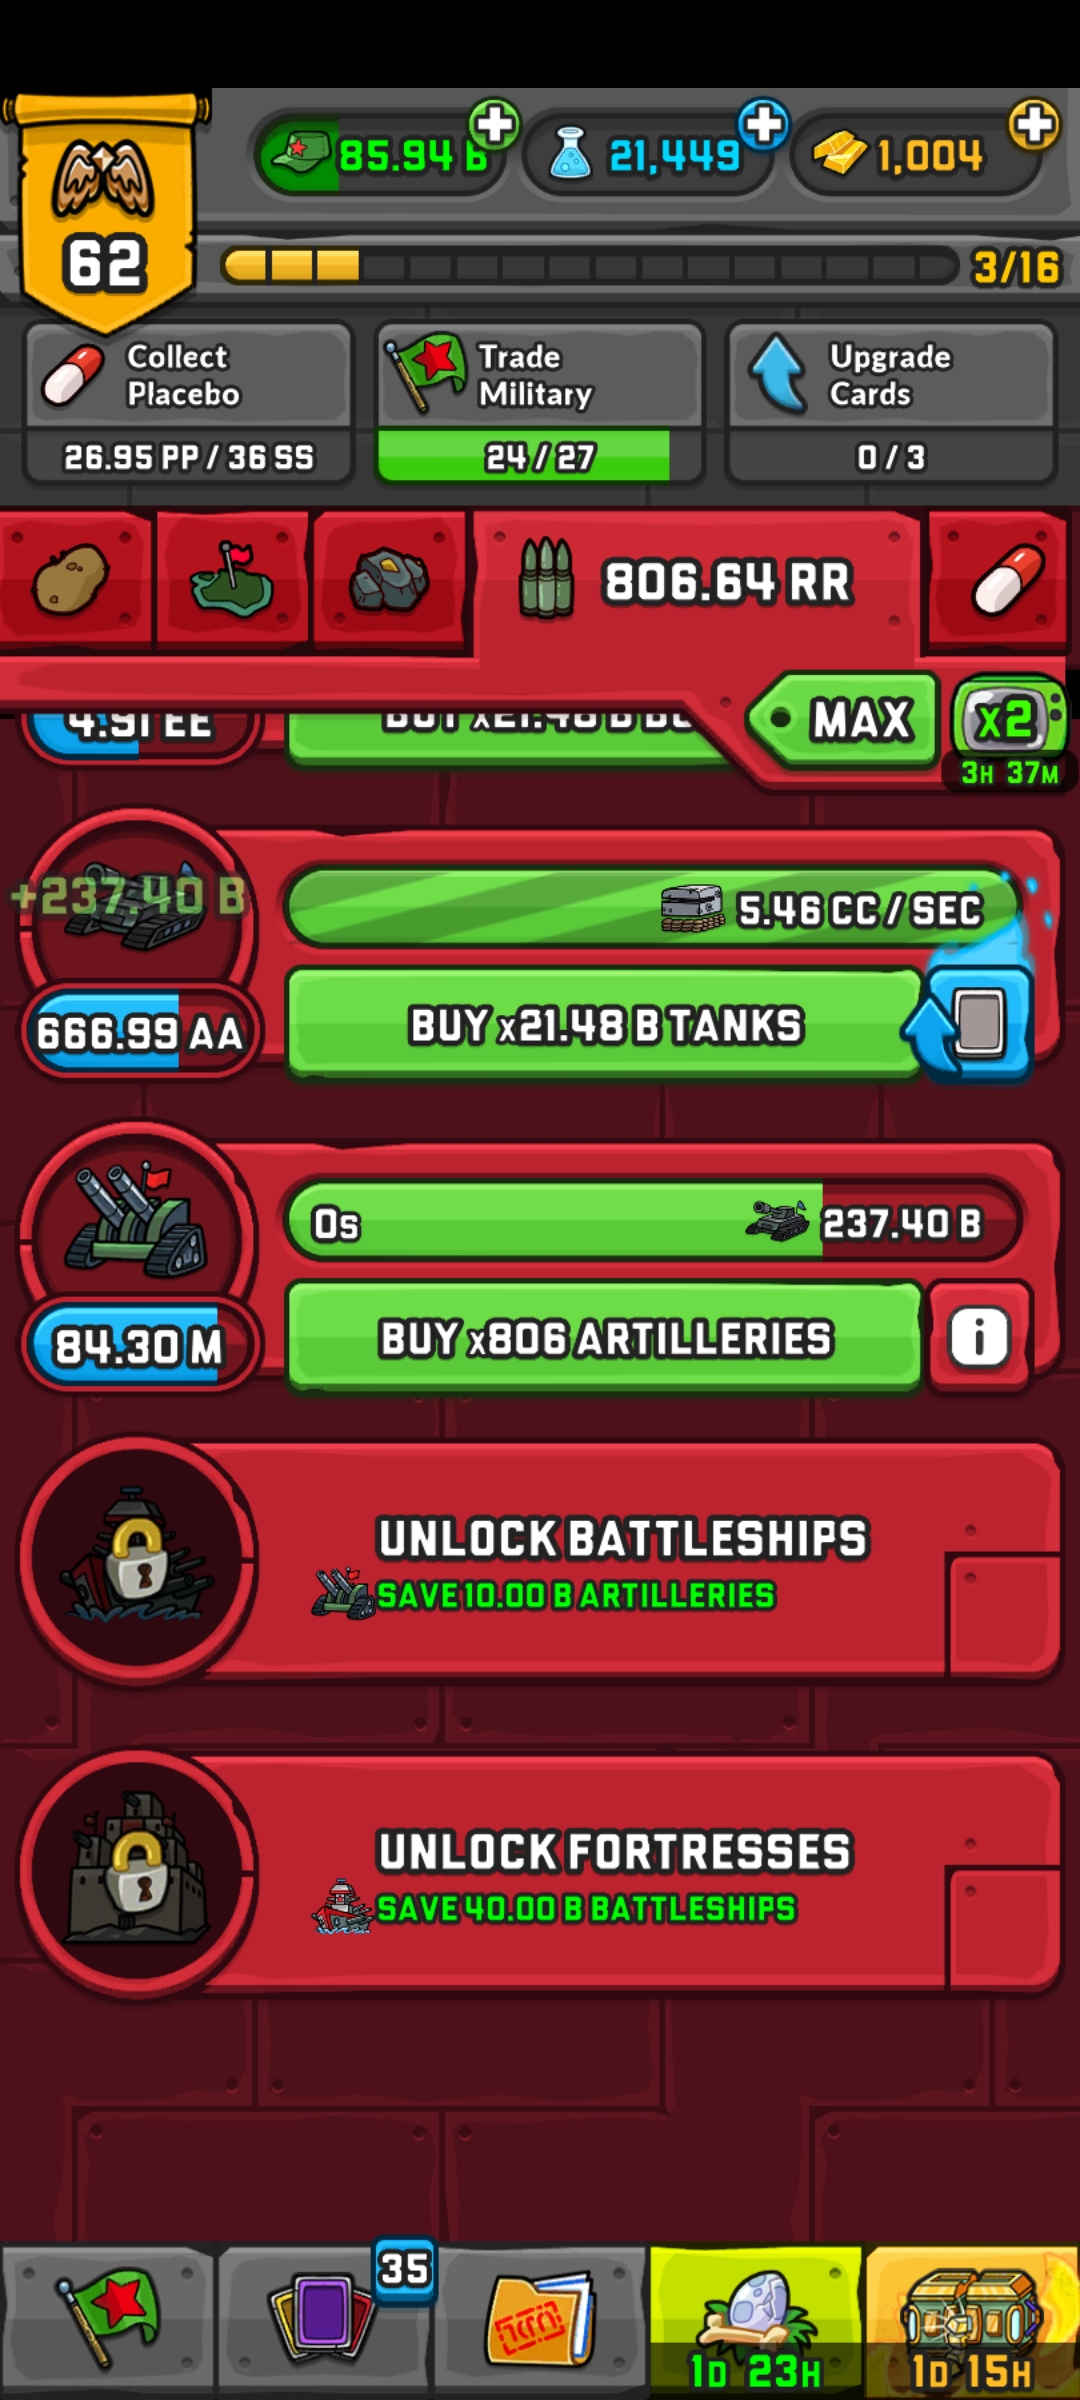 85.94 B
21,449
1,004
62
3/16
Collect
Placebo
26.95 PP / 36 SS
Trade
Military
24 / 27
Upgrade
Cards
0 / 3
806.64 RR
MAX
x2
3H 37M
4.91 EE
+237.40 B
5.46 CC / SEC
666.99 AA
BUY x21.48 B TANKS
0s
237.40 B
84.30 M
BUY x806 ARTILLERIES
i
UNLOCK BATTLESHIPS
SAVE 10.00 B ARTILLERIES
UNLOCK FORTRESSES
SAVE 40.00 B BATTLESHIPS
35
1D 23H
1D 15H